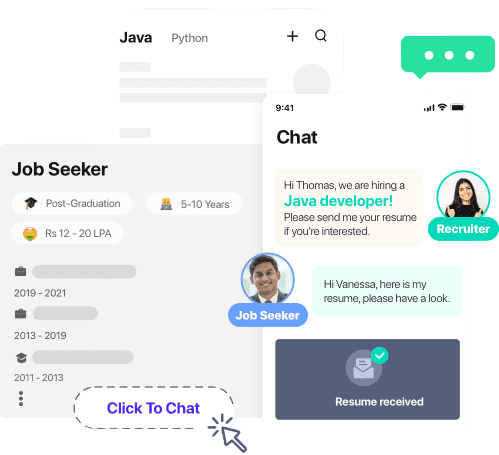 Java
Python
9:41
Chat
Job Seeker
Post-Graduation
5-10 Years
Rs 12 - 20 LPA
2019 - 2021
2013 - 2019
2011 - 2013
Click To Chat
Hi Thomas, we are hiring a
Java developer!
Please send me your resume
if you're interested.
Recruiter
Job Seeker
Hi Vanessa, here is my
resume, please have a look.
Resume received